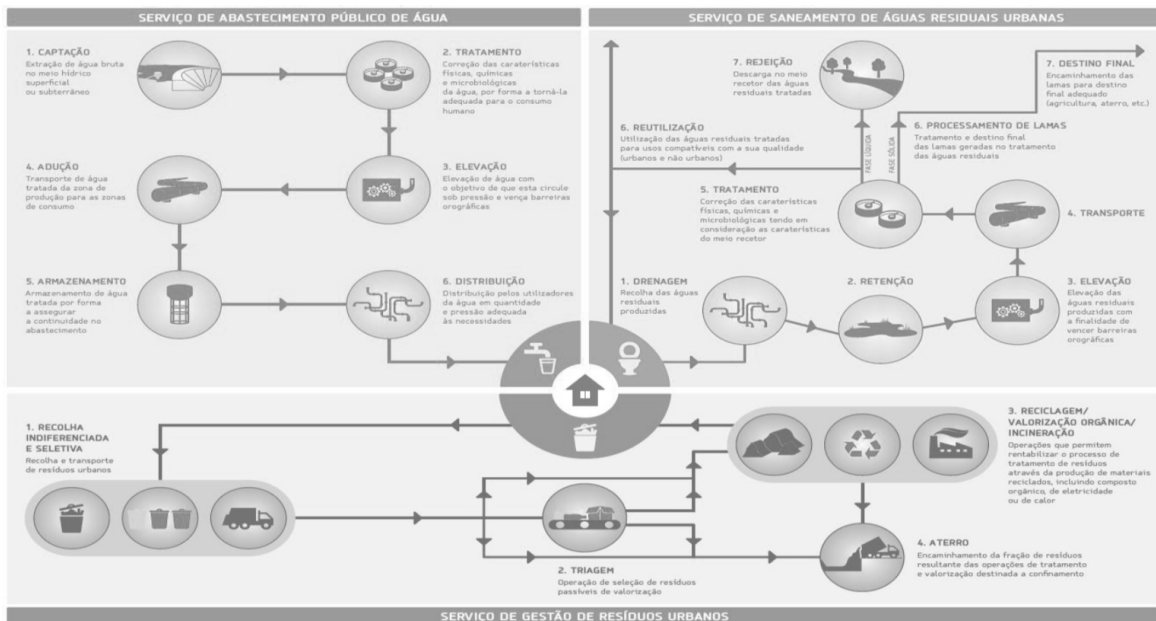 SERVIÇO DE ABASTECIMENTO PÚBLICO DE ÁGUA
1. CAPTAÇÃO
Extração de água bruta
no meio hídrico
superficial
ou subterrâneo
2. TRATAMENTO
Correção das caraterísticas
físicas, químicas
e microbiológicas
da água, por forma a torná-la
adequada para o consumo
humano
4. ADUÇÃO
Transporte de água
tratada da zona de
produção para as zonas
de consumo
3. ELEVAÇÃO
Elevação de água com
o objetivo de que esta circule
sob pressão e vença barreiras
orográficas
5. ARMAZENAMENTO
Armazenamento de água
tratada por forma
a assegurar
a continuidade no
abastecimento
6. DISTRIBUIÇÃO
Distribuição pelos utilizadores
da água em quantidade
e pressão adequada
às necessidades
SERVIÇO DE SANEAMENTO DE ÁGUAS RESIDUAIS URBANAS
7. REJEIÇÃO
Descarga no meio
recetor das águas
residuais tratadas
7. DESTINO FINAL
Encaminhamento das
lamas para destino
final adequado
(agricultura, aterro, etc.)
6. REUTILIZAÇÃO
Utilização das águas residuais tratadas
para usos compatíveis com a sua qualidade
(urbanos e não urbanos)
FASE LÍQUIDA
FASE SÓLIDA
6. PROCESSAMENTO DE LAMAS
Tratamento e destino final
das lamas geradas no tratamento
das águas residuais
5. TRATAMENTO
Correção das caraterísticas
físicas, químicas e
microbiológicas tendo em
consideração as caraterísticas
do meio recetor
4. TRANSPORTE
1. DRENAGEM
Recolha das águas
residuais
produzidas
2. RETENÇÃO
3. ELEVAÇÃO
Elevação das
águas residuais
produzidas com
a finalidade de
vencer barreiras
orográficas
1. RECOLHA
INDIFERENCIADA
E SELETIVA
Recolha e transporte
de resíduos urbanos
2. TRIAGEM
Operação de seleção de resíduos
passíveis de valorização
3. RECICLAGEM/
VALORIZAÇÃO ORGÂNICA/
INCINERAÇÃO
Operações que permitem
rentabilizar o processo de
tratamento de resíduos
através da produção de materiais
reciclados, incluindo composto
orgânico, de eletricidade
ou de calor
4. ATERRO
Encaminhamento da fração de resíduos
resultante das operações de tratamento
e valorização destinada a confinamento
SERVIÇO DE GESTÃO DE RESÍDUOS URBANOS